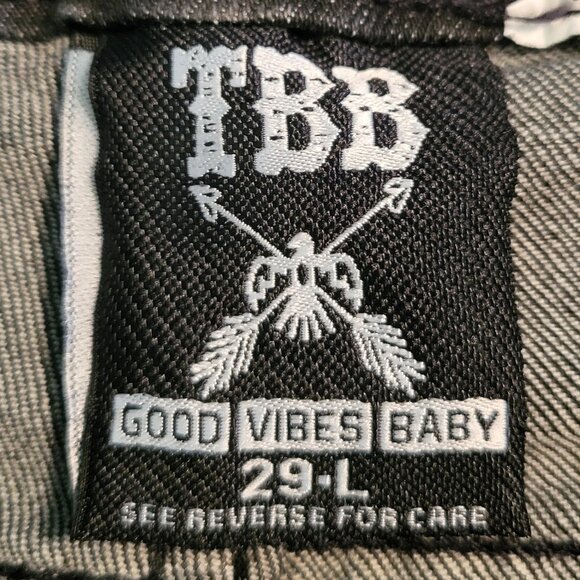 TBB
GOOD VIBES BABY
29-L
SEE REVERSE FOR CARE